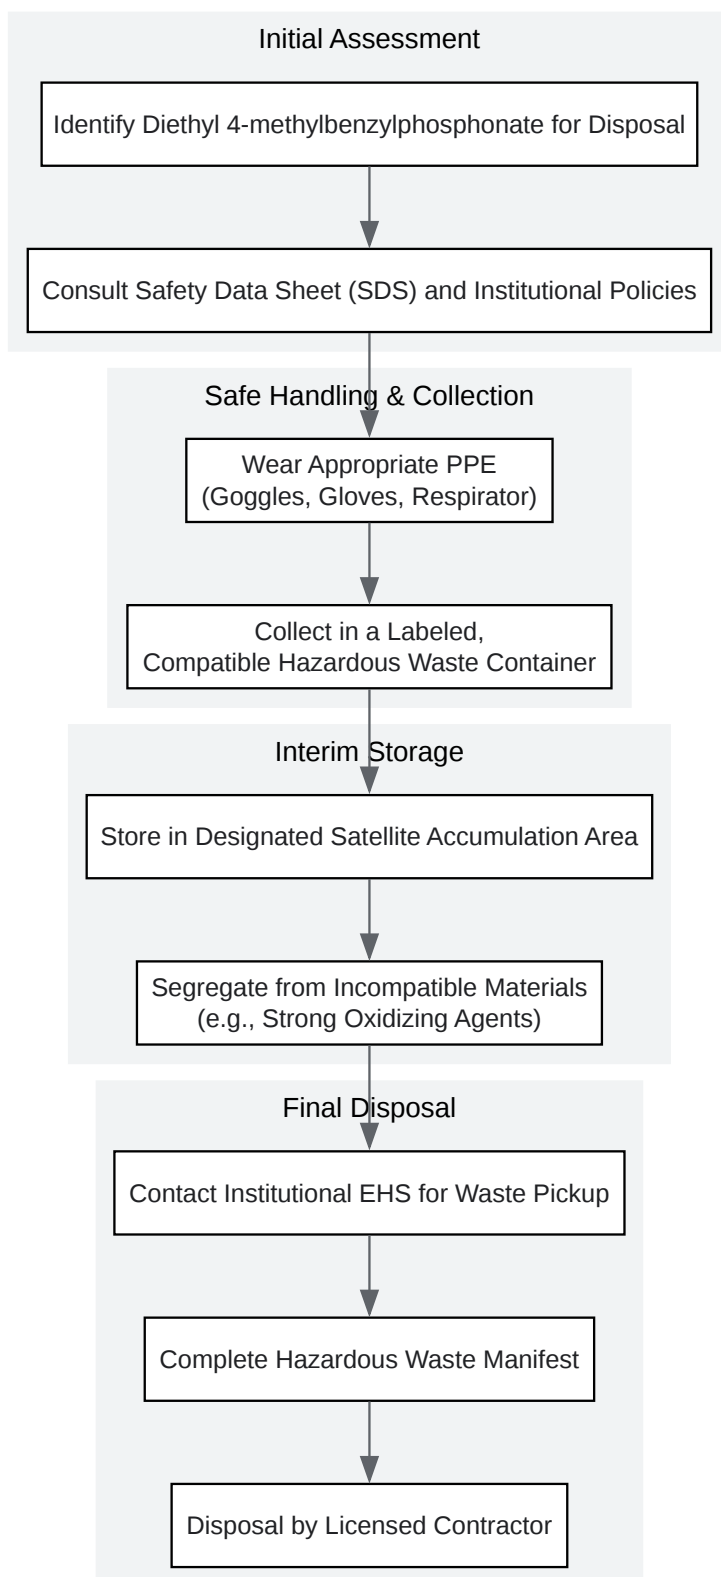 Initial Assessment
Identify Diethyl 4-methylbenzylphosphonate for Disposal
Consult Safety Data Sheet (SDS) and Institutional Policies
Safe Handling & Collection
Wear Appropriate PPE
(Goggles, Gloves, Respirator)
Collect in a Labeled,
Compatible Hazardous Waste Container
Interim Storage
Store in Designated Satellite Accumulation Area
Segregate from Incompatible Materials
(e.g., Strong Oxidizing Agents)
Final Disposal
Contact Institutional EHS for Waste Pickup
Complete Hazardous Waste Manifest
Disposal by Licensed Contractor